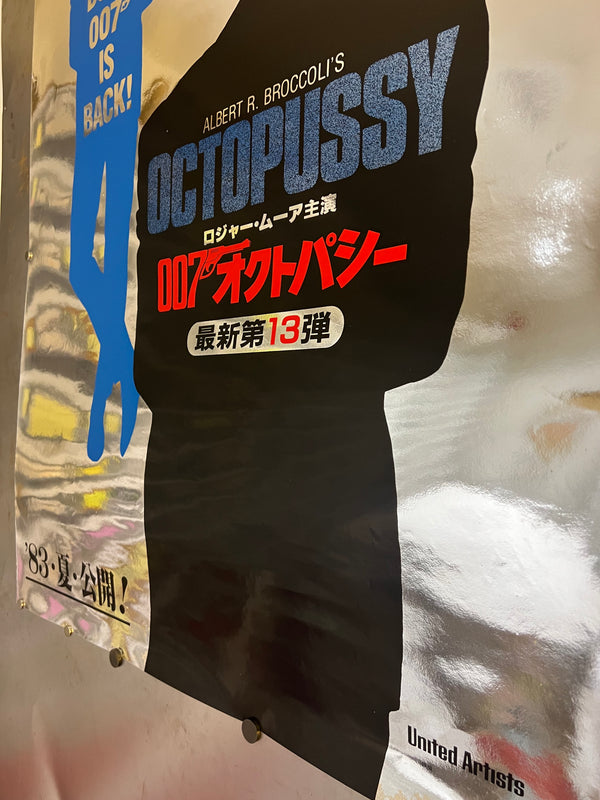 007
IS
BACK!
ALBERT R. BROCCOLI'S
OCTOPUSSY
ロジャー・ムーア主演
007オクトパシー
最新第13弾
'83・夏・公開!
United Artists